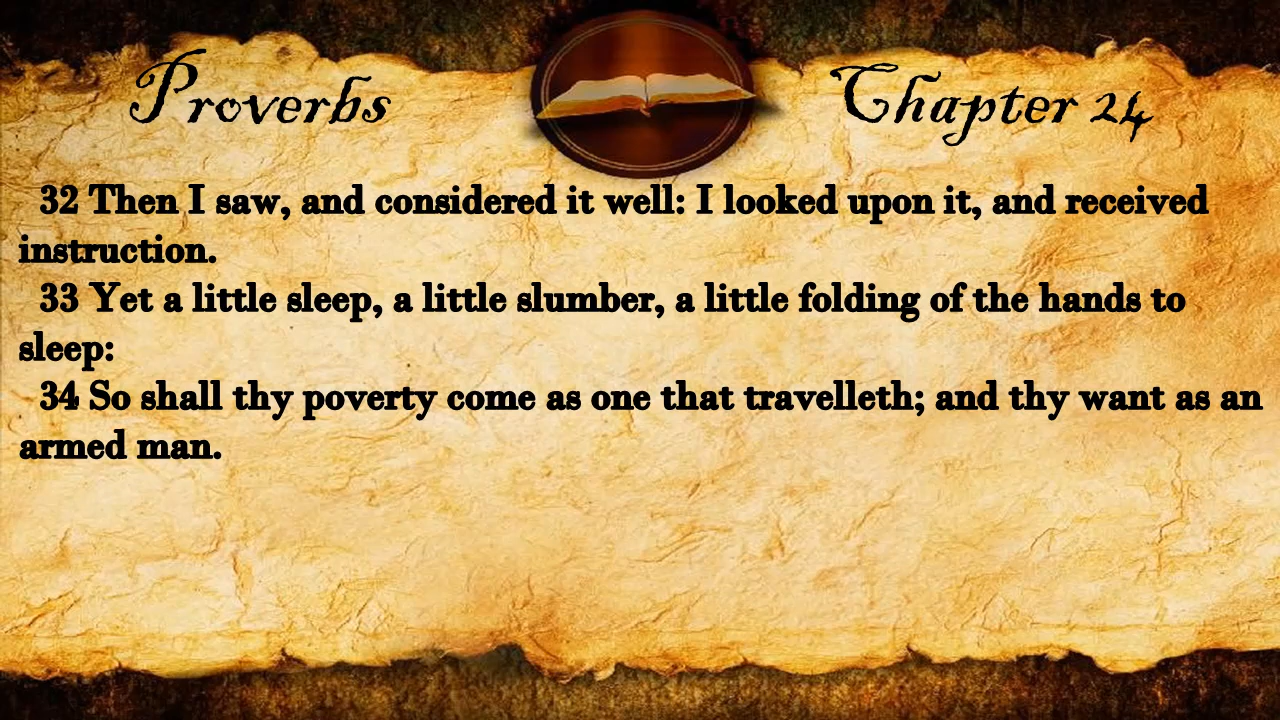 Proverbs Chapter 24
32 Then I saw, and considered it well: I looked upon it, and received
instruction.
33 Yet a little sleep, a little slumber, a little folding of the hands to
sleep:
34 So shall thy poverty come as one that travelleth; and thy want as an
armed man.